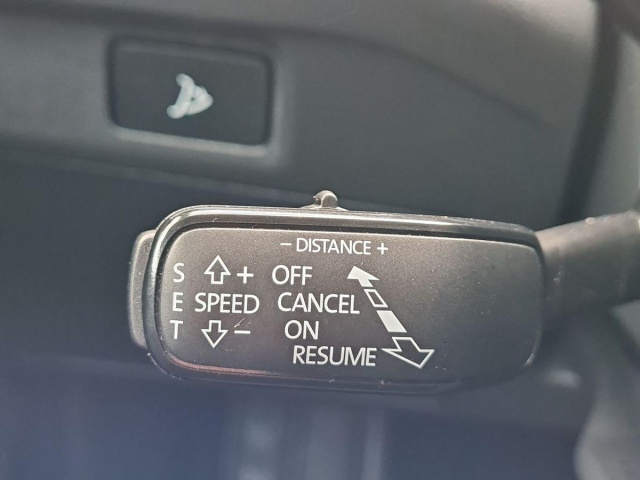 - DISTANCE +
S + OFF
E SPEED CANCEL
T - ON
RESUME